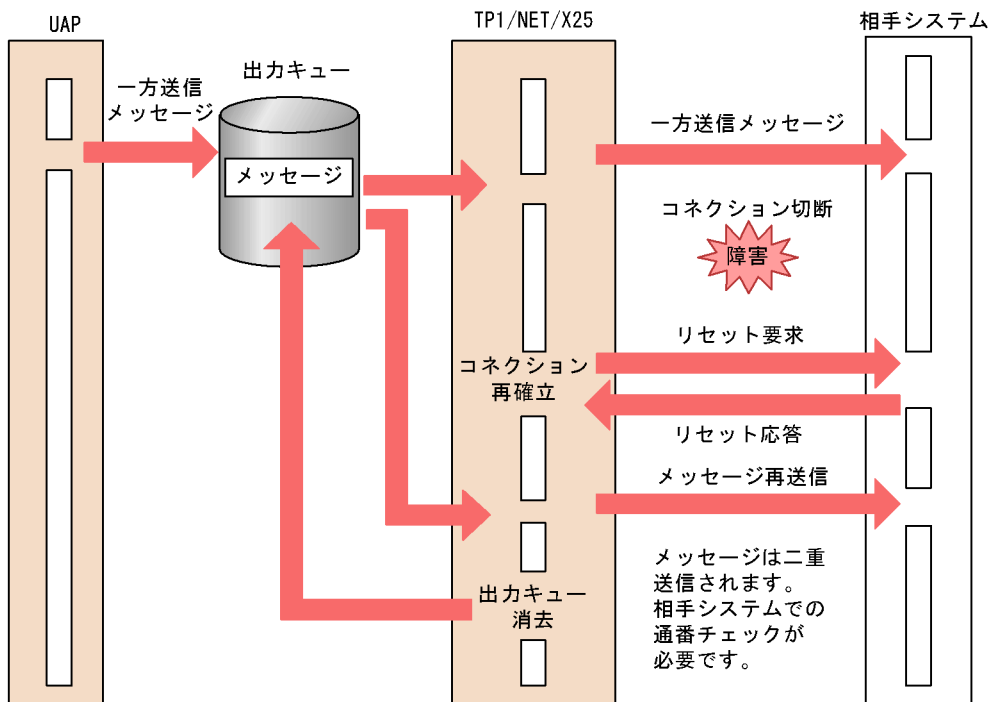 UAP
TP1/NET/X25
相手システム
出力キュー
一方送信
メッセージ
メッセージ
一方送信メッセージ
コネクション切断
障害
リセット要求
コネクション
再確立
リセット応答
メッセージ再送信
メッセージは二重
送信されます。
相手システムでの
通番チェックが
必要です。
出力キュー
消去